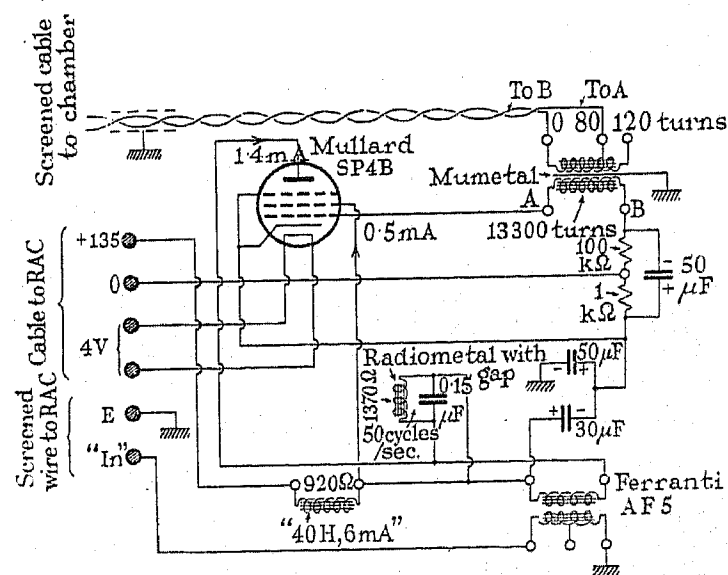 Screened cable
to chamber
To B
To A
0 80 120 turns
1·4mA
Mullard
SP4B
Mumetal
A
B
0·5mA
13300 turns
100
kΩ
1
kΩ
-
+
50
μF
Cable to RAC
+135
0
4V
Screened
wire to RAC
E
"In"
Radiometal with
gap
1370Ω
0·15
μF
50cycles
/sec.
50μF
-
+
+
-
30μF
920Ω
"40H, 6mA"
Ferranti
AF5